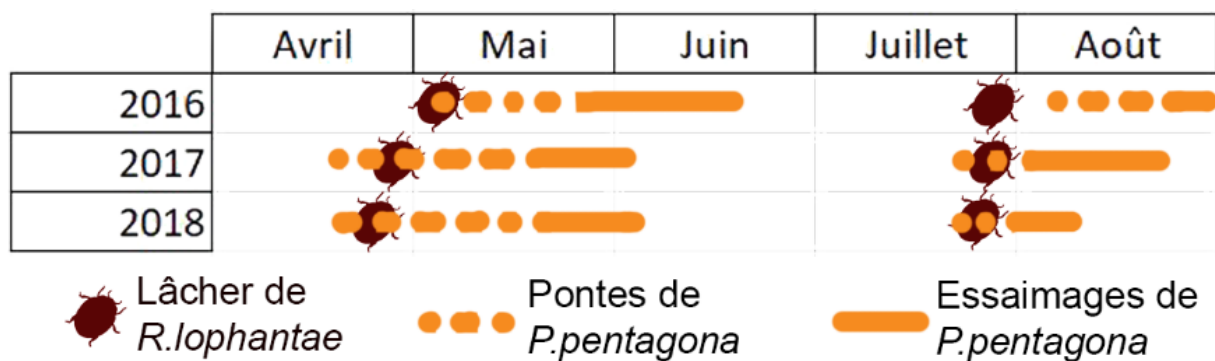 Avril Mai Juin Juillet Août
2016
2017
2018
Lâcher de
R.lophantae
Pontes de
P.pentagona
Essaimages de
P.pentagona